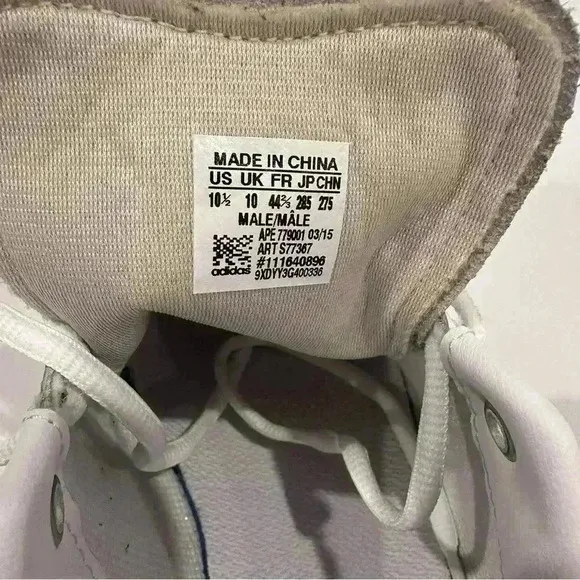 MADE IN CHINA
US UK FR JP CHN
10½ 10 44⅔ 285 275
MALE/MÂLE
APE 779001 03/15
ART S77367
#111640896
adidas 9XDYY3G400336